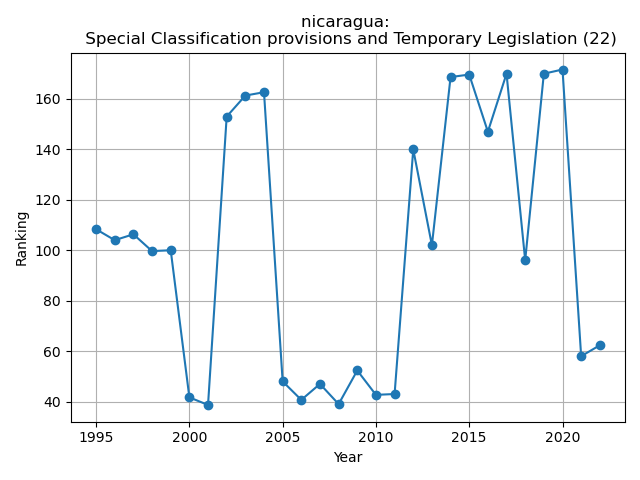 nicaragua:
Special Classification provisions and Temporary Legislation (22)
Ranking
160
140
120
100
80
60
40
1995 2000 2005 2010 2015 2020
Year